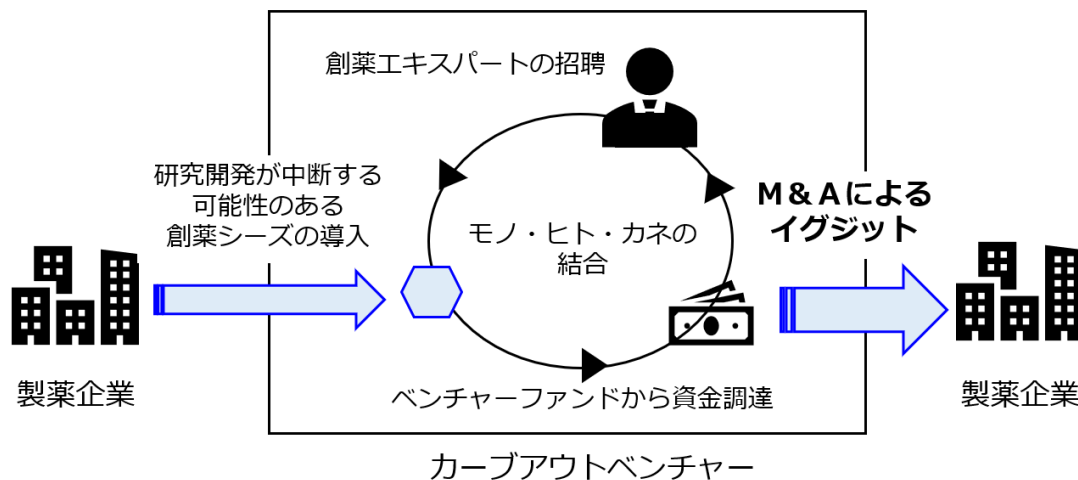 創薬エキスパートの招聘
研究開発が中断する
可能性のある
創薬シーズの導入
モノ・ヒト・カネの
結合
M&Aによる
イグジット
製薬企業
ベンチャーファンドから資金調達
製薬企業
カーブアウトベンチャー